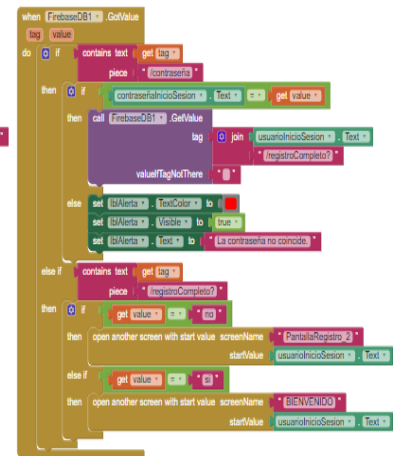 when FirebaseDB1 .GotValue
tag value
do if contains text get tag
piece " /contraseña "
then if contraseñaInicioSesion . Text = get value
then call FirebaseDB1 .GetValue
tag join usuarioInicioSesion . Text
" /registroCompleto? "
valueIfTagNotThere " "
else set lblAlerta . TextColor to
set lblAlerta . Visible to true
set lblAlerta . Text to " La contraseña no coincide. "
else if contains text get tag
piece " /registroCompleto? "
then if get value = " no "
then open another screen with start value screenName " PantallaRegistro_2 "
startValue usuarioInicioSesion . Text
else if get value = " si "
then open another screen with start value screenName " BIENVENIDO "
startValue usuarioInicioSesion . Text